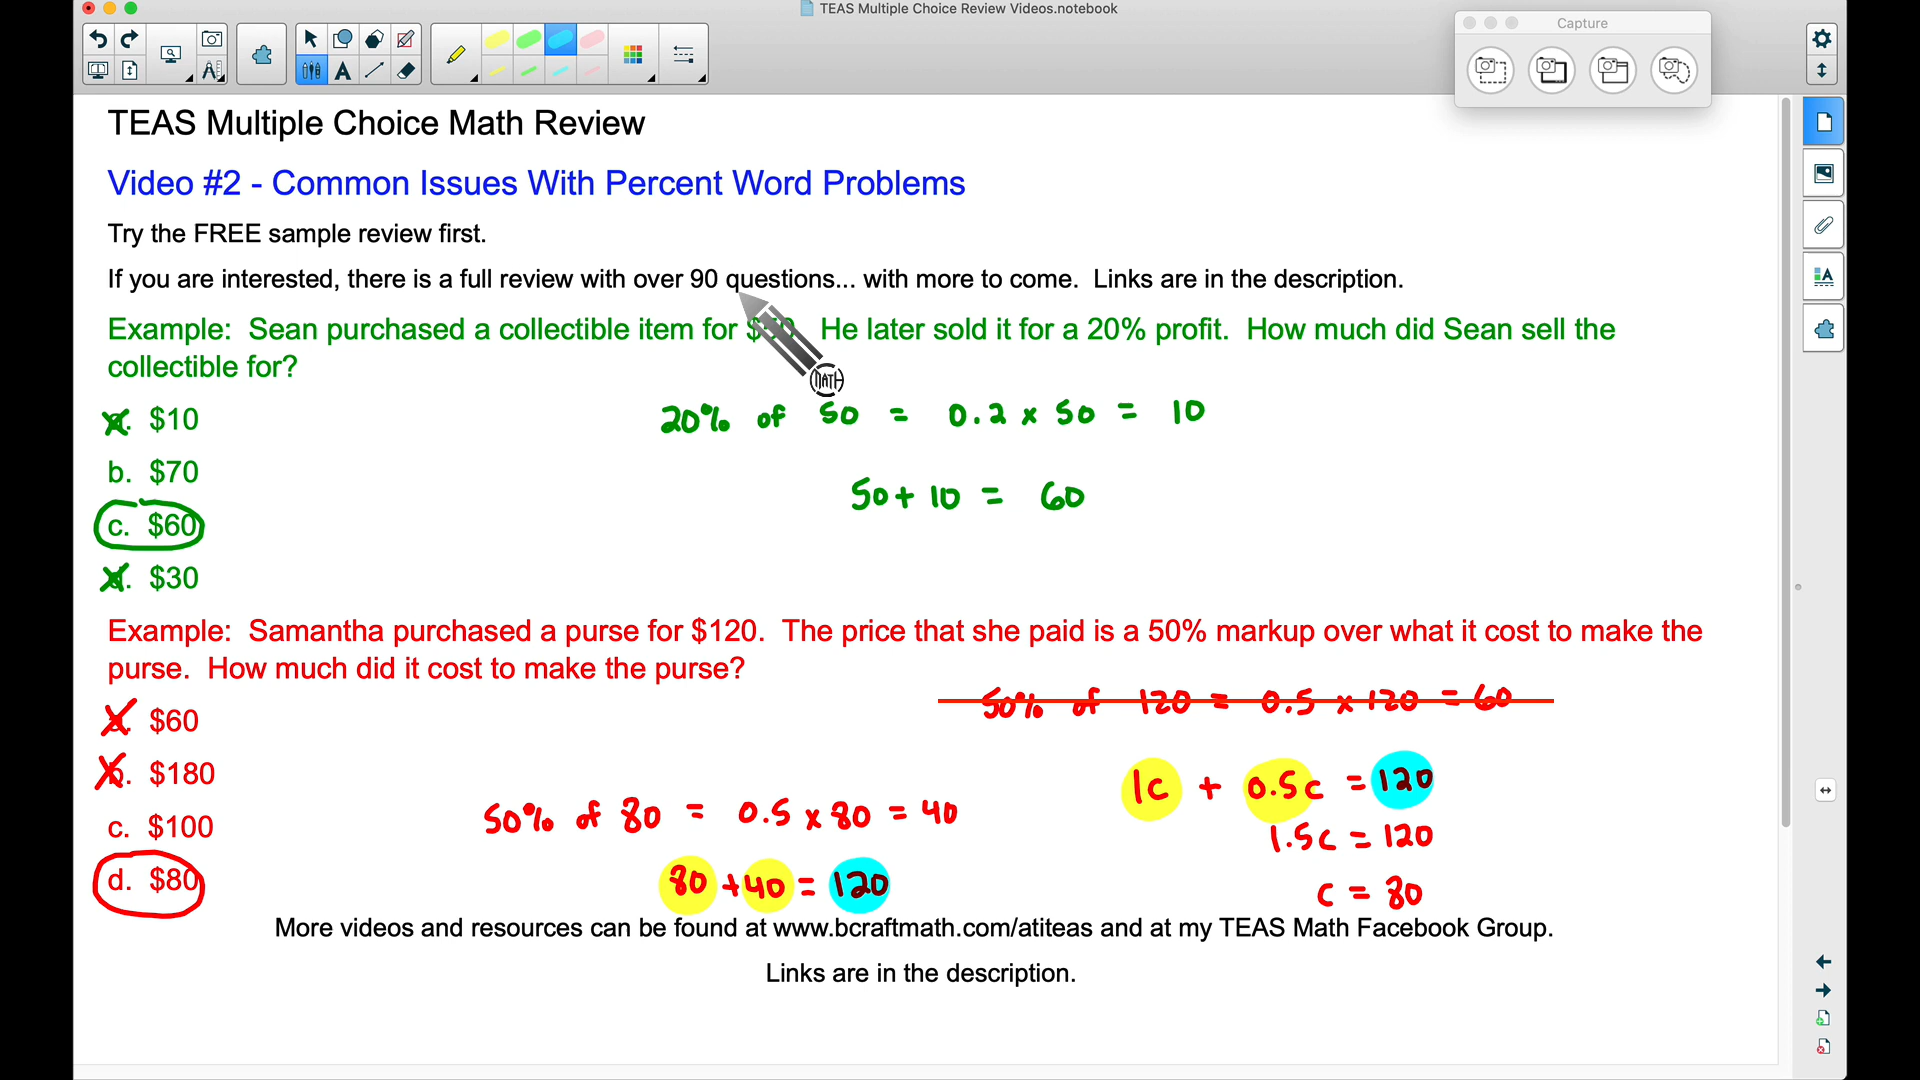 TEAS Multiple Choice Review Videos.notebook
Capture
TEAS Multiple Choice Math Review
Video #2 - Common Issues With Percent Word Problems
Try the FREE sample review first.
If you are interested, there is a full review with over 90 questions... with more to come. Links are in the description.
Example: Sean purchased a collectible item for $50. He later sold it for a 20% profit. How much did Sean sell the
collectible for?
MATH
a. $10
20% of 50 = 0.2 x 50 = 10
b. $70
50 + 10 = 60
c. $60
d. $30
Example: Samantha purchased a purse for $120. The price that she paid is a 50% markup over what it cost to make the
purse. How much did it cost to make the purse?
50% of 120 = 0.5 x 120 = 60
a. $60
b. $180
1c + 0.5c = 120
c. $100
50% of 80 = 0.5 x 80 = 40
1.5c = 120
d. $80
80 + 40 = 120
c = 80
More videos and resources can be found at www.bcraftmath.com/atiteas and at my TEAS Math Facebook Group.
Links are in the description.